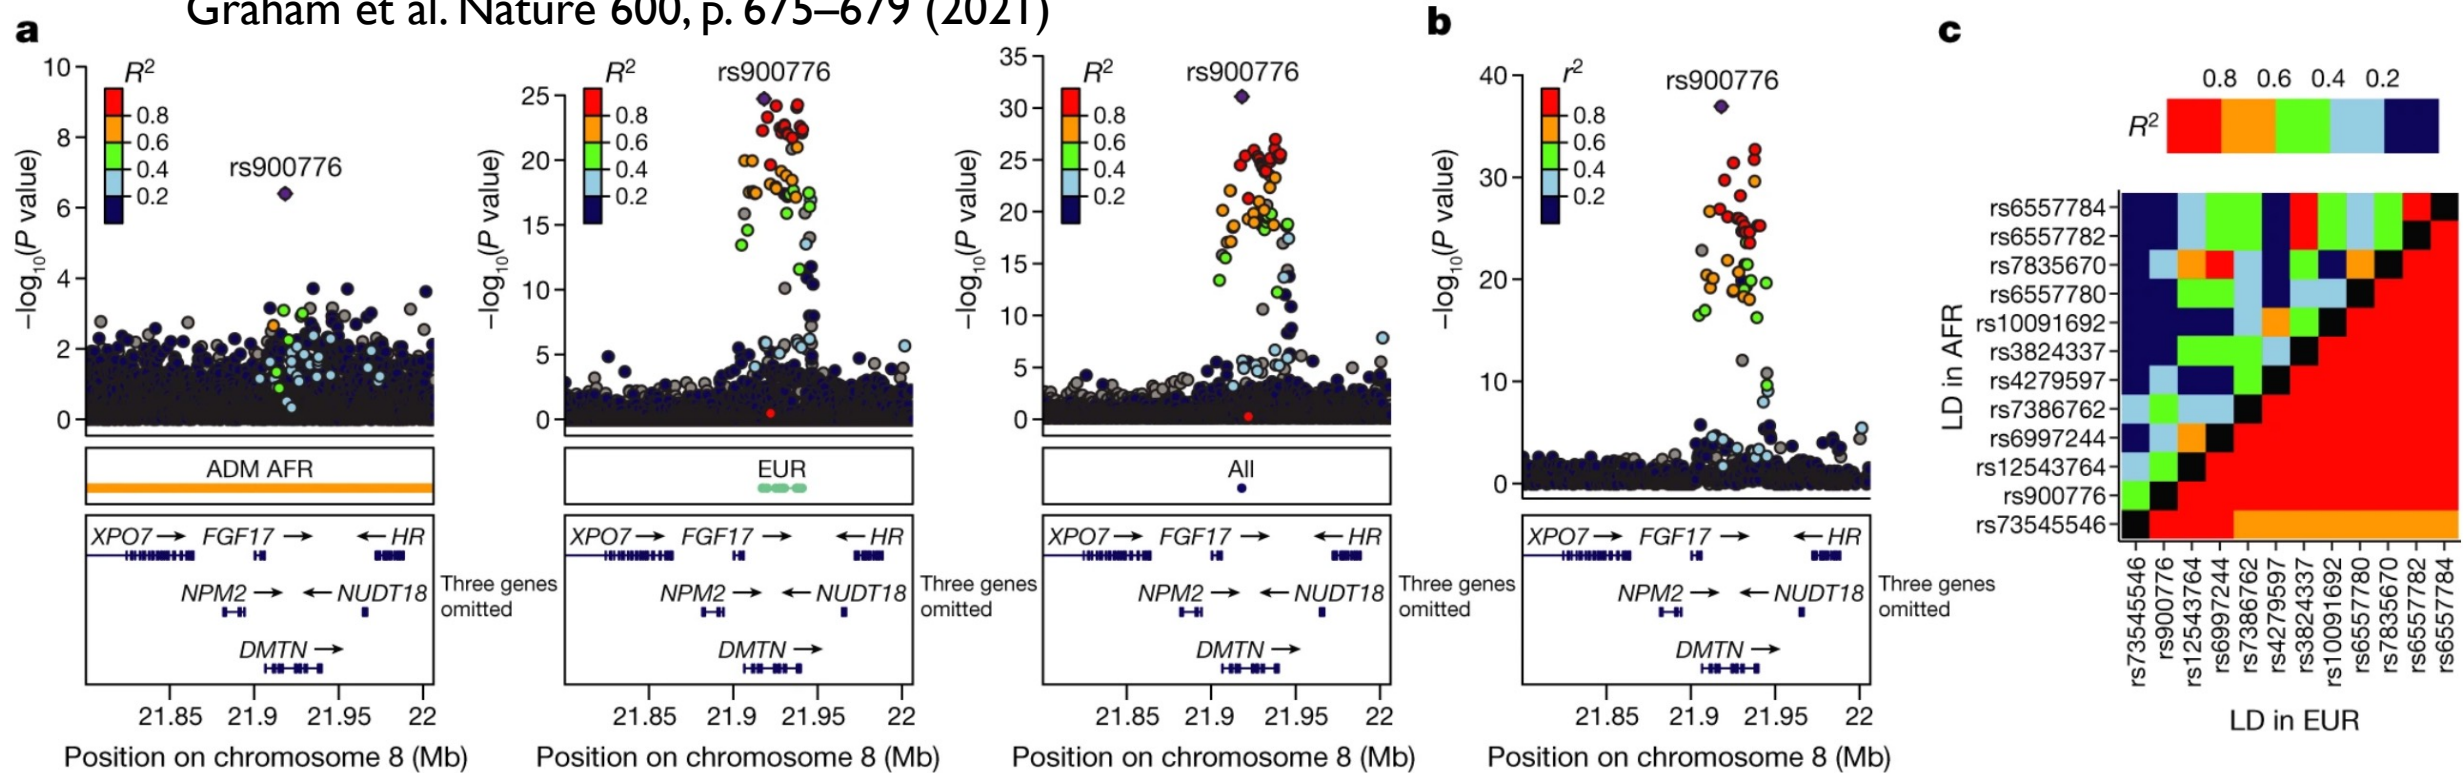 Graham et al. Nature 600, p. 675–679 (2021)
a
10
8
6
4
2
0
−log10(P value)
R2
0.8
0.6
0.4
0.2
rs900776
ADM AFR
XPO7 → FGF17 → ← HR
NPM2 → ← NUDT18
DMTN →
Three genes
omitted
21.85 21.9 21.95 22
Position on chromosome 8 (Mb)
25
20
15
10
5
0
−log10(P value)
R2
0.8
0.6
0.4
0.2
rs900776
EUR
XPO7 → FGF17 → ← HR
NPM2 → ← NUDT18
DMTN →
Three genes
omitted
21.85 21.9 21.95 22
Position on chromosome 8 (Mb)
35
30
25
20
15
10
5
0
−log10(P value)
R2
0.8
0.6
0.4
0.2
rs900776
All
XPO7 → FGF17 → ← HR
NPM2 → ← NUDT18
DMTN →
Three genes
omitted
21.85 21.9 21.95 22
Position on chromosome 8 (Mb)
b
40
30
20
10
0
−log10(P value)
r2
0.8
0.6
0.4
0.2
rs900776
XPO7 → FGF17 → ← HR
NPM2 → ← NUDT18
DMTN →
Three genes
omitted
21.85 21.9 21.95 22
Position on chromosome 8 (Mb)
c
0.8 0.6 0.4 0.2
R2
LD in AFR
rs6557784
rs6557782
rs7835670
rs6557780
rs10091692
rs3824337
rs4279597
rs7386762
rs6997244
rs12543764
rs900776
rs73545546
rs73545546
rs900776
rs12543764
rs6997244
rs7386762
rs4279597
rs3824337
rs10091692
rs6557780
rs7835670
rs6557782
rs6557784
LD in EUR